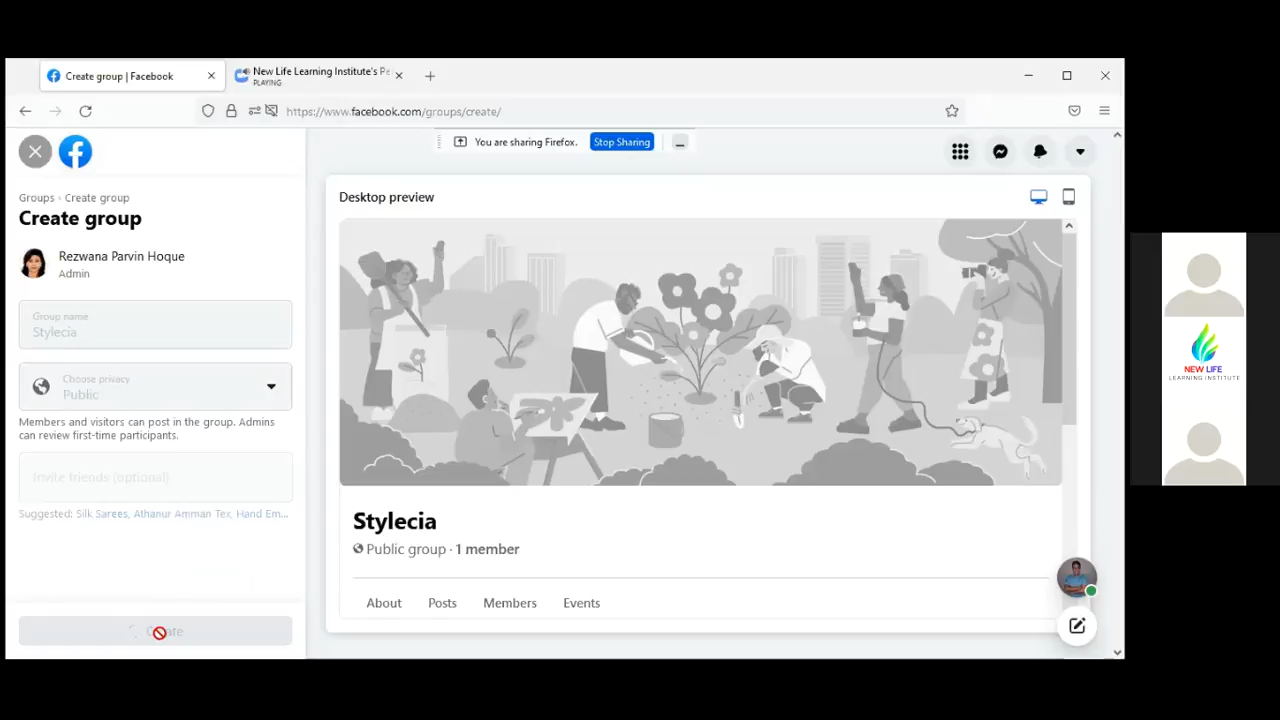 Create group | Facebook
New Life Learning Institute's Pe
PLAYING
https://www.facebook.com/groups/create/
You are sharing Firefox.
Stop Sharing
Groups › Create group
Create group
Rezwana Parvin Hoque
Admin
Group name
Stylecia
Choose privacy
Public
Members and visitors can post in the group. Admins
can review first-time participants.
Invite friends (optional)
Suggested: Silk Sarees, Athanur Amman Tex, Hand Em...
Create
Desktop preview
Stylecia
Public group · 1 member
About
Posts
Members
Events
NEW LIFE
LEARNING INSTITUTE